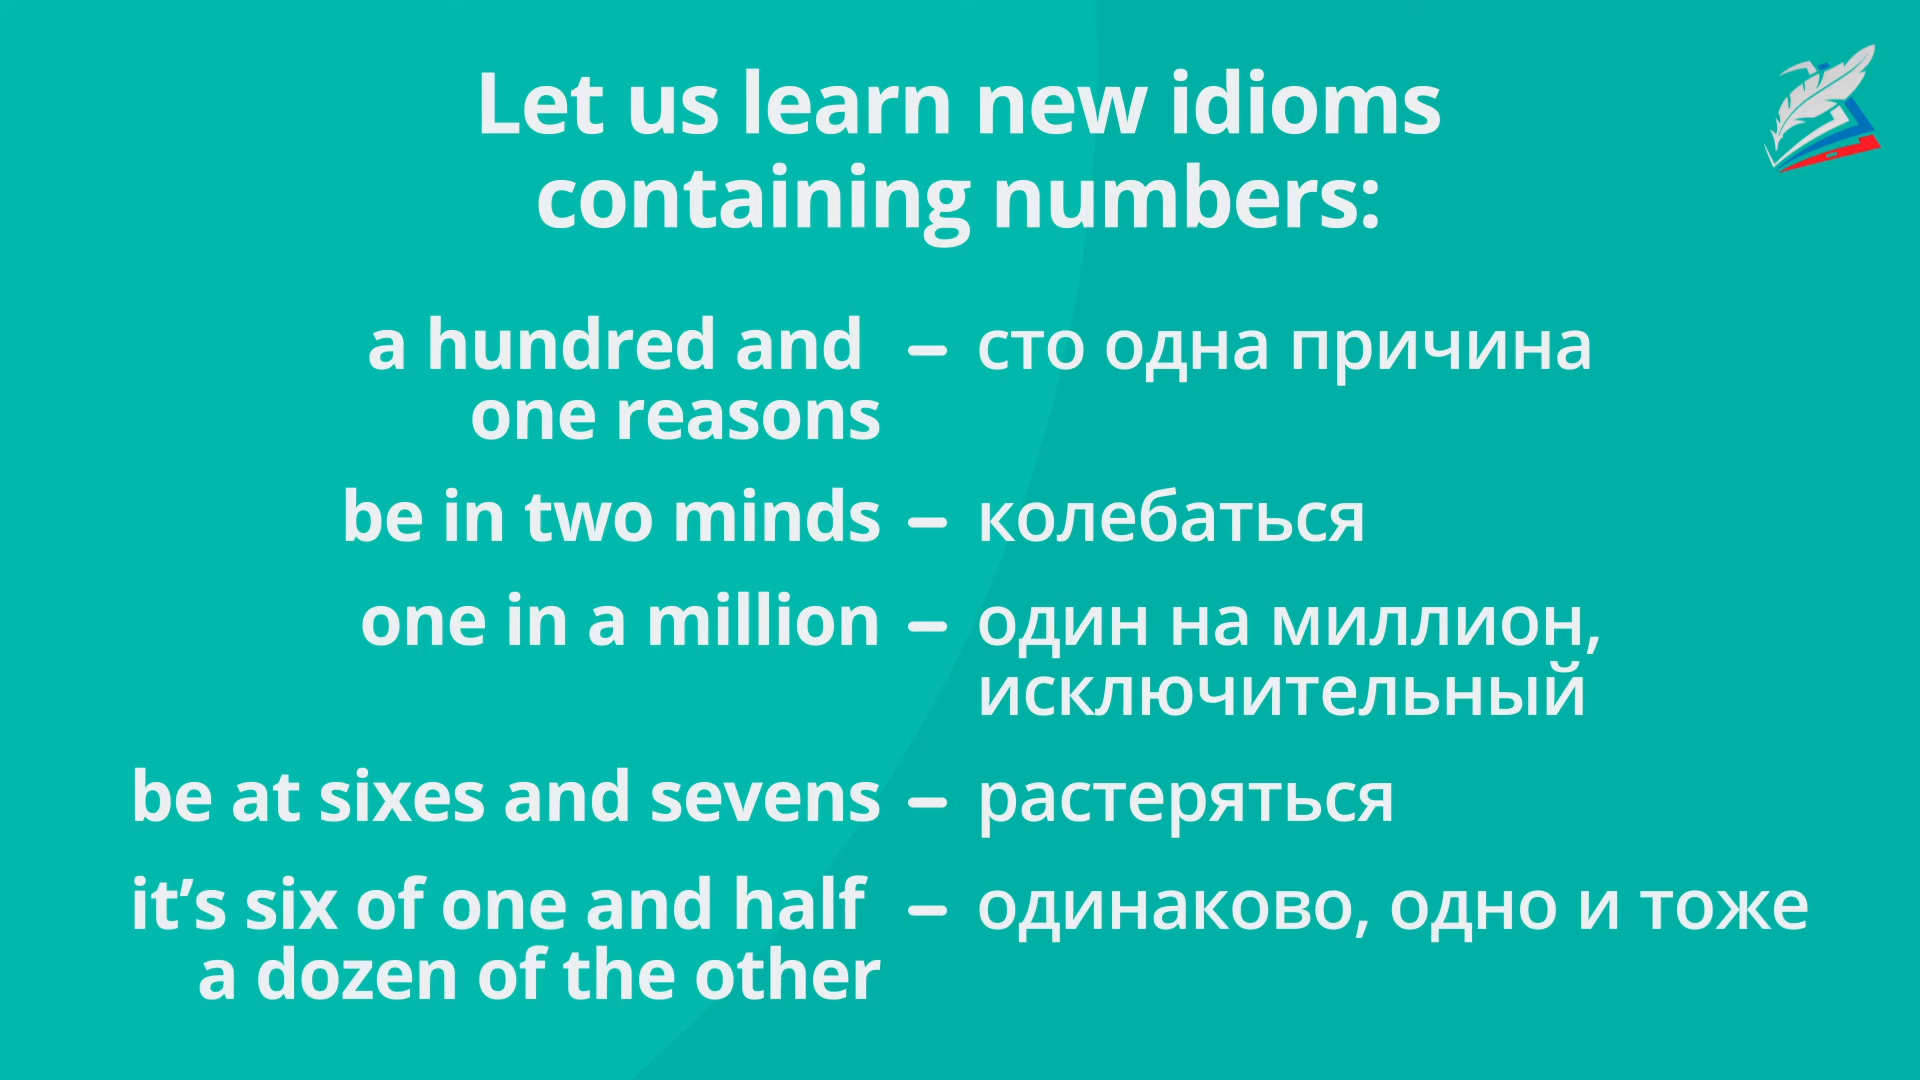 Let us learn new idioms
containing numbers:
a hundred and – сто одна причина
one reasons
be in two minds – колебаться
one in a million – один на миллион,
исключительный
be at sixes and sevens – растеряться
it’s six of one and half – одинаково, одно и тоже
a dozen of the other